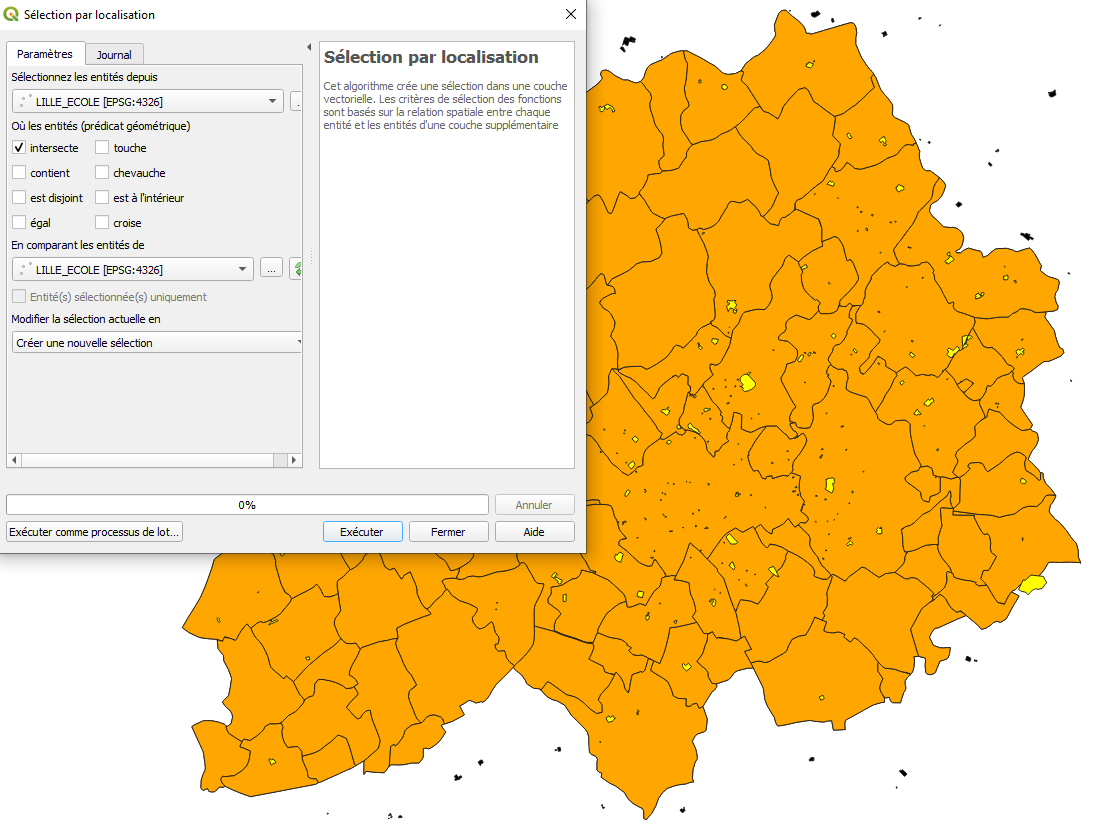 Sélection par localisation
Paramètres
Journal
Sélectionnez les entités depuis
LILLE_ECOLE [EPSG:4326]
Où les entités (prédicat géométrique)
intersecte
touche
contient
chevauche
est disjoint
est à l'intérieur
égal
croise
En comparant les entités de
LILLE_ECOLE [EPSG:4326]
...
Entité(s) sélectionnée(s) uniquement
Modifier la sélection actuelle en
Créer une nouvelle sélection
Sélection par localisation
Cet algorithme crée une sélection dans une couche
vectorielle. Les critères de sélection des fonctions
sont basés sur la relation spatiale entre chaque
entité et les entités d'une couche supplémentaire
0%
Annuler
Exécuter comme processus de lot...
Exécuter
Fermer
Aide